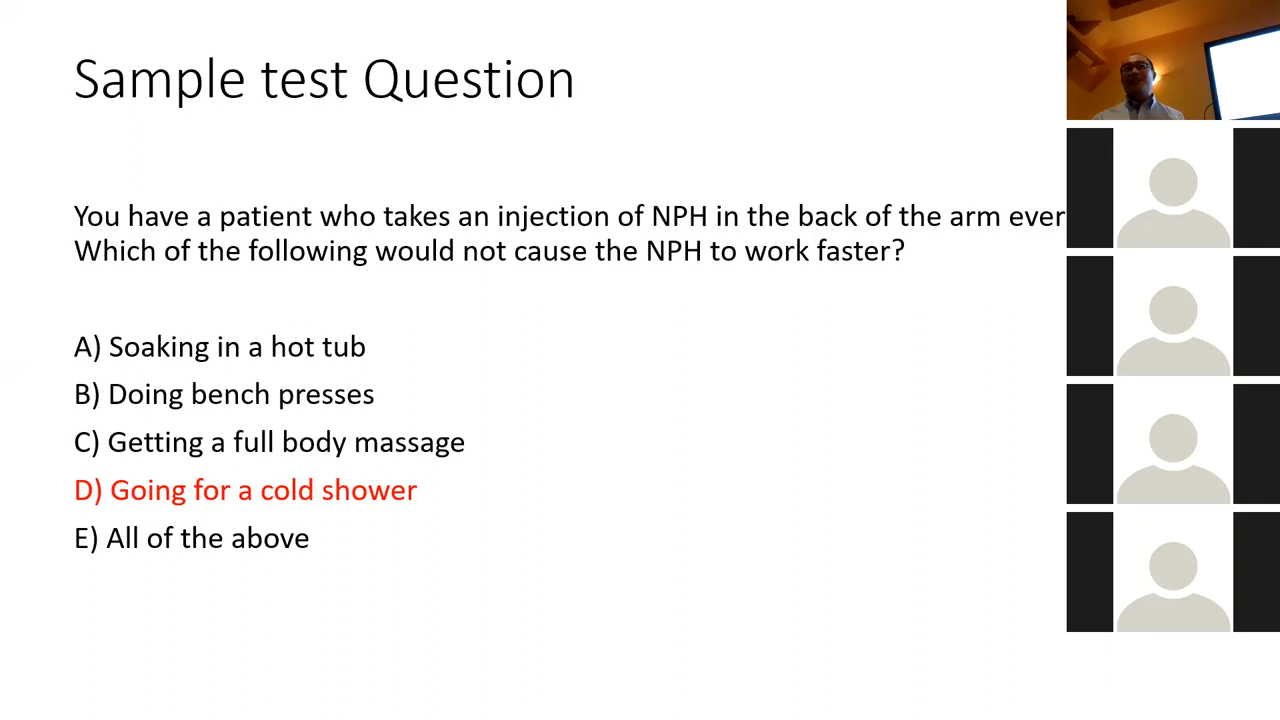 Sample test Question
You have a patient who takes an injection of NPH in the back of the arm ever
Which of the following would not cause the NPH to work faster?
A) Soaking in a hot tub
B) Doing bench presses
C) Getting a full body massage
D) Going for a cold shower
E) All of the above